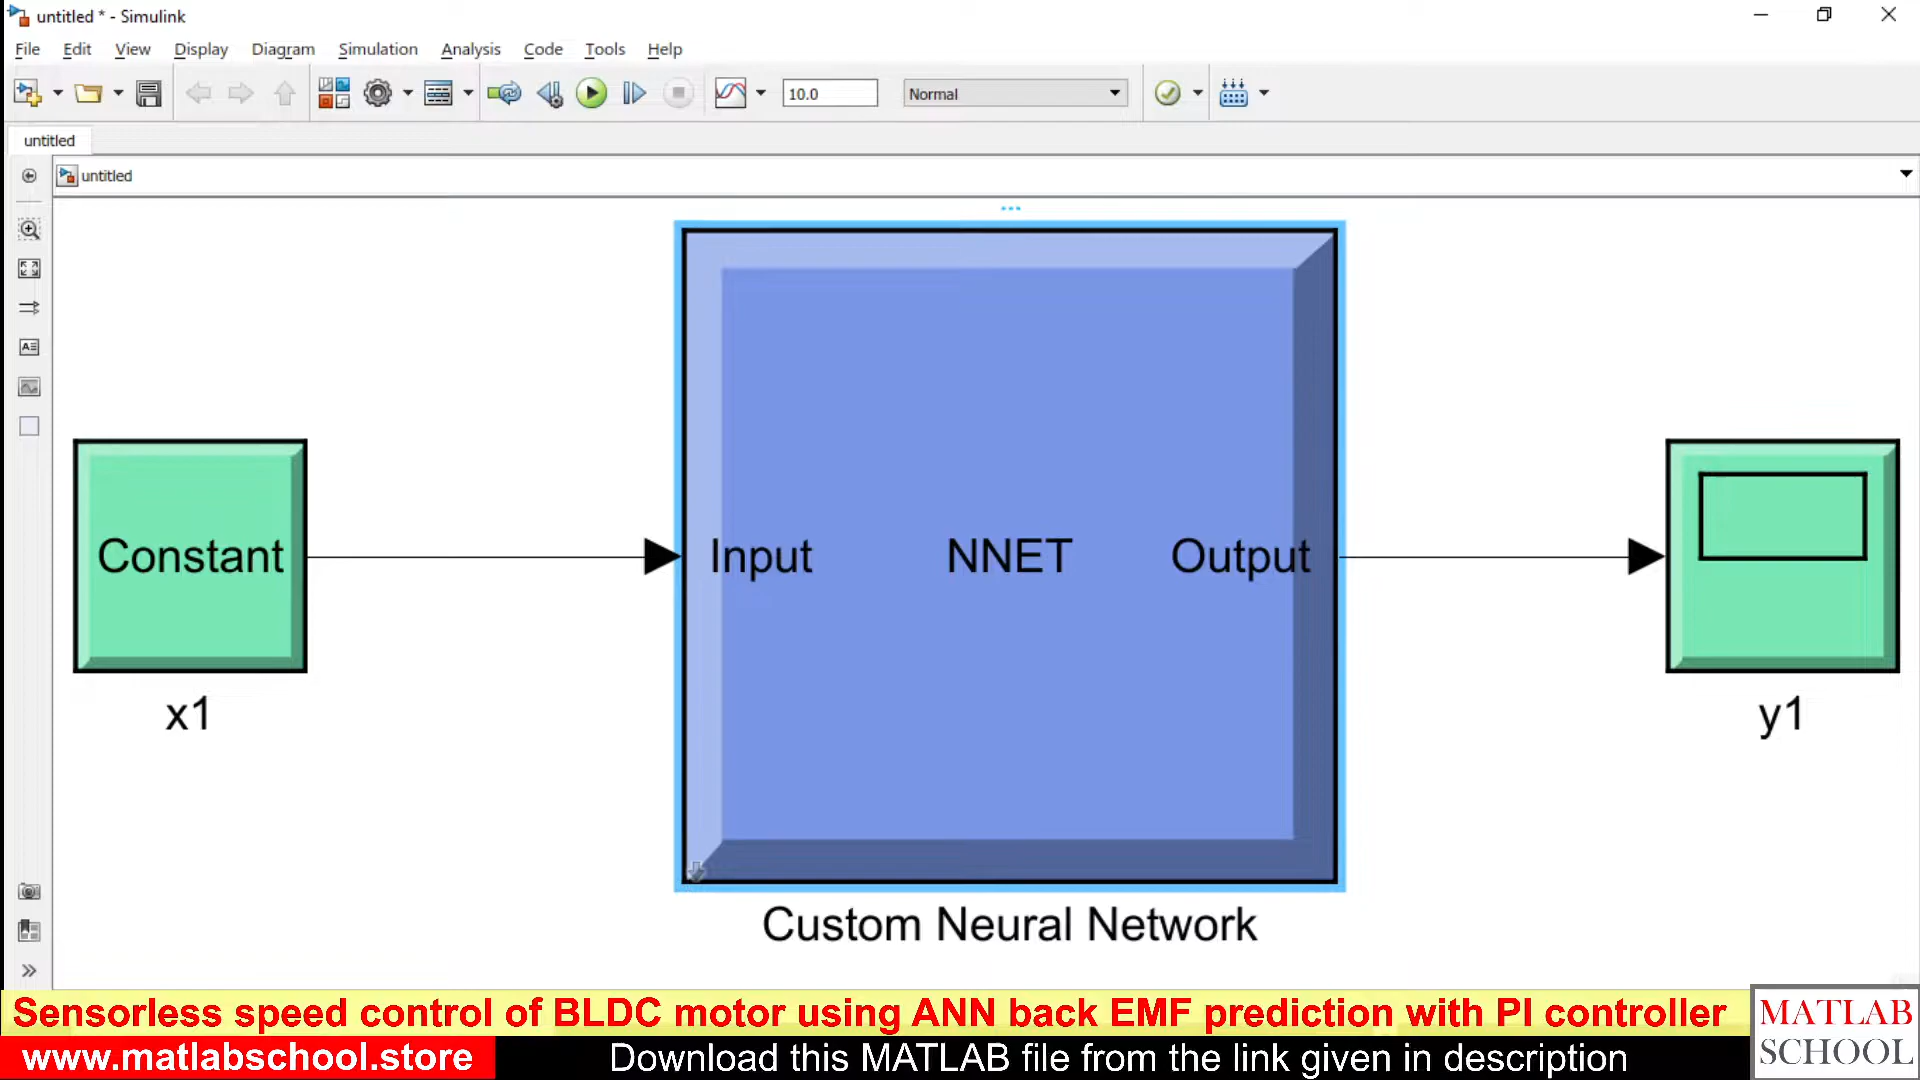 untitled * - Simulink
File Edit View Display Diagram Simulation Analysis Code Tools Help
10.0 Normal
untitled
untitled
Constant
Input NNET Output
x1
y1
Custom Neural Network
Sensorless speed control of BLDC motor using ANN back EMF prediction with PI controller
www.matlabschool.store Download this MATLAB file from the link given in description
MATLAB
SCHOOL